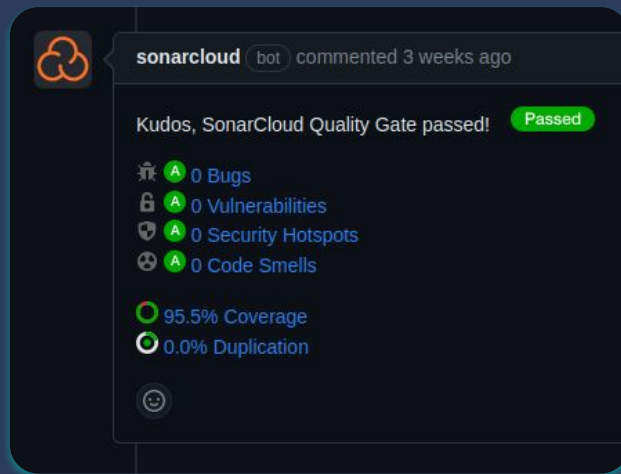 sonarcloud bot commented 3 weeks ago
Kudos, SonarCloud Quality Gate passed! Passed
A 0 Bugs
A 0 Vulnerabilities
A 0 Security Hotspots
A 0 Code Smells
95.5% Coverage
0.0% Duplication